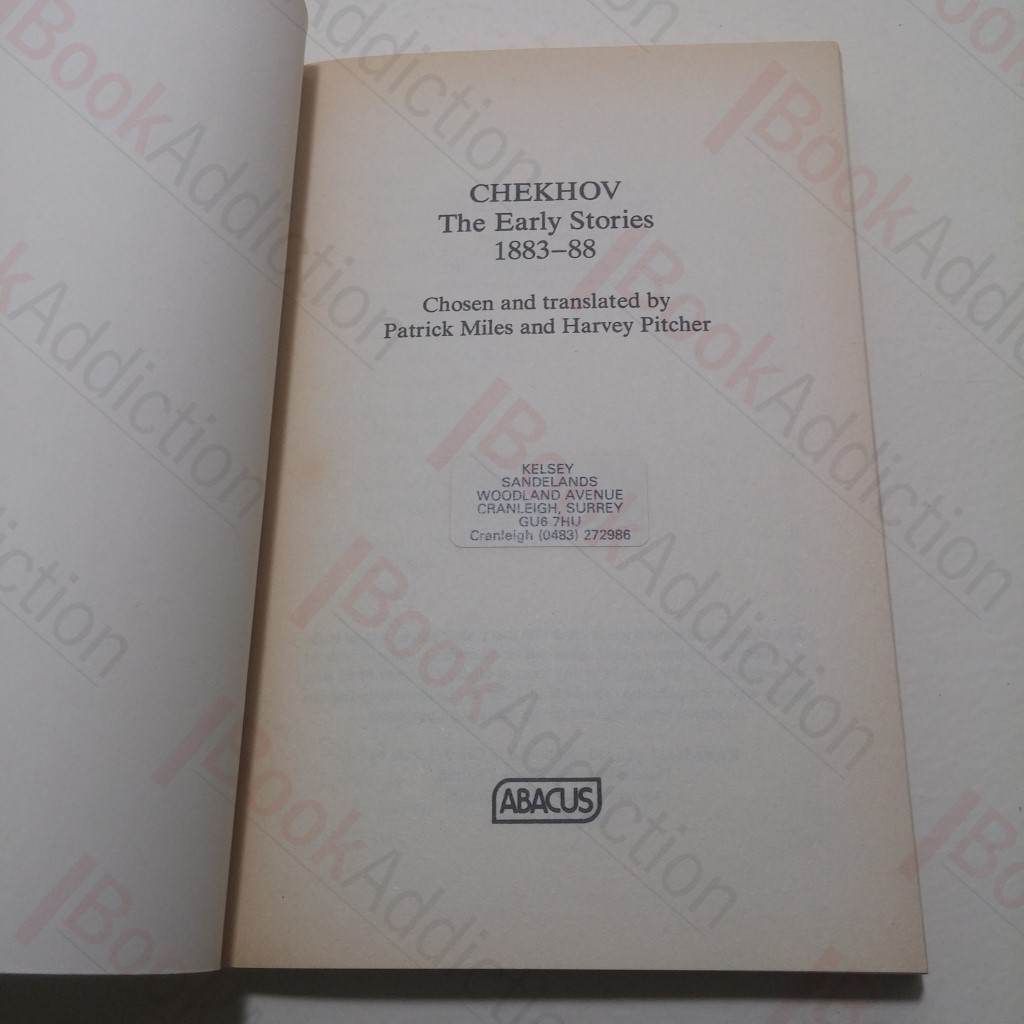 CHEKHOV
The Early Stories
1883–88
Chosen and translated by
Patrick Miles and Harvey Pitcher
KELSEY
SANDELANDS
WOODLAND AVENUE
CRANLEIGH, SURREY
GU6 7HU
Cranleigh (0483) 272986
ABACUS
BookAddiction